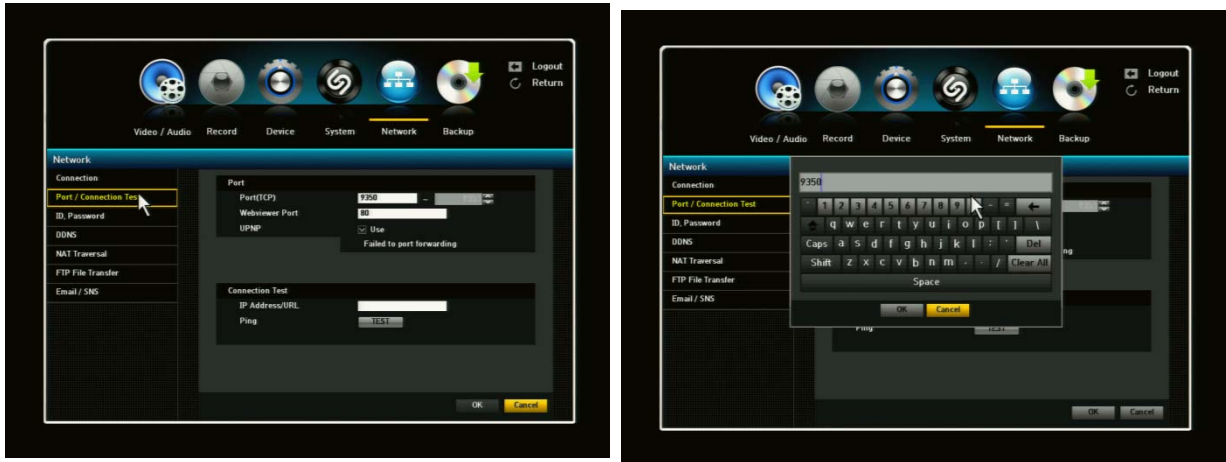 Logout
Return
Video / Audio Record Device System Network Backup
Network
Connection
Port / Connection Test
ID, Password
DDNS
NAT Traversal
FTP File Transfer
Email / SNS
Port
Port(TCP) 9350 –
Webviewer Port 80
UPNP Use
Failed to port forwarding
Connection Test
IP Address/URL
Ping TEST
OK Cancel
Logout
Return
Video / Audio Record Device System Network Backup
Network
Connection
Port / Connection Test
ID, Password
DDNS
NAT Traversal
FTP File Transfer
Email / SNS
9350
1 2 3 4 5 6 7 8 9 - = ←
q w e r t y u i o p [ ] \
Caps a s d f g h j k l Del
Shift z x c v b n m / Clear All
Space
OK Cancel
Ping TEST
OK Cancel